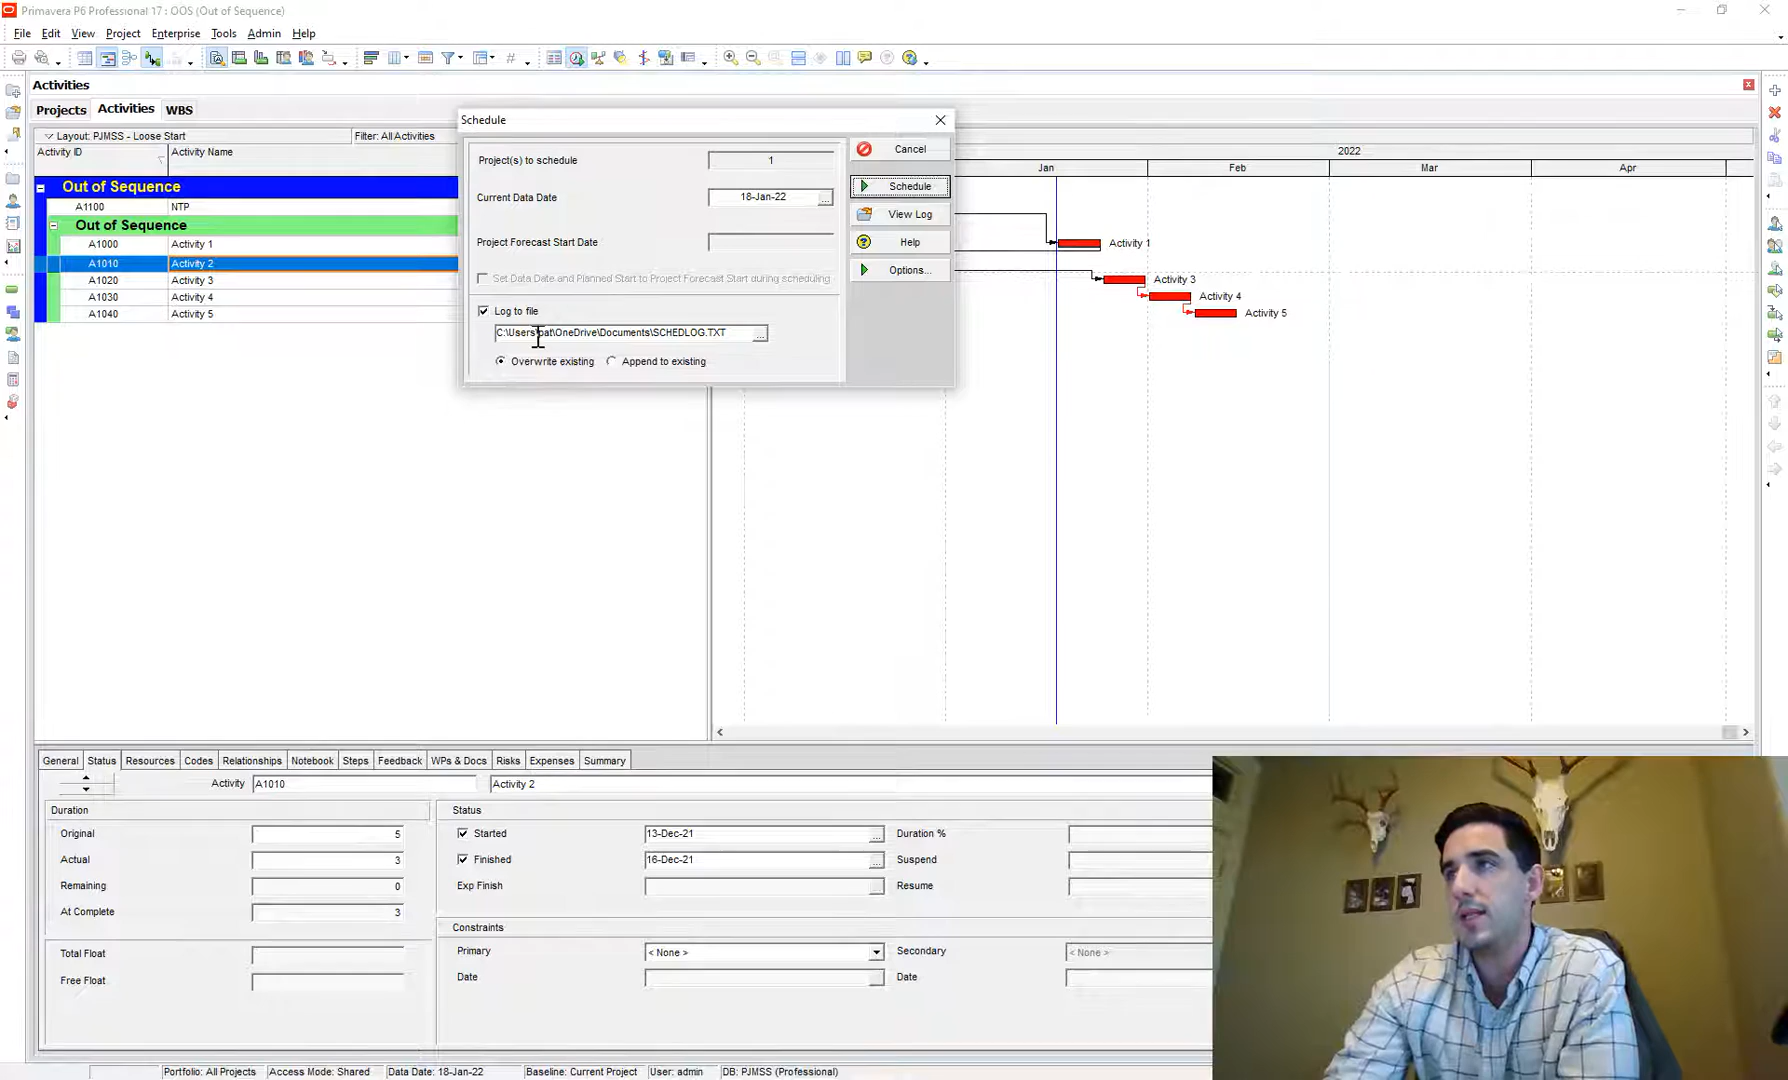 Primavera P6 Professional 17 : OOS (Out of Sequence)
File Edit View Project Enterprise Tools Admin Help
Activities
Projects Activities WBS
Layout: PJMSS - Loose Start Filter: All Activities
Activity ID Activity Name
Out of Sequence
A1100 NTP
Out of Sequence
A1000 Activity 1
A1010 Activity 2
A1020 Activity 3
A1030 Activity 4
A1040 Activity 5
Schedule
Project(s) to schedule 1
Current Data Date 18-Jan-22 ...
Project Forecast Start Date
Set Data Date and Planned Start to Project Forecast Start during scheduling
Log to file
C:\Users\pat\OneDrive\Documents\SCHEDLOG.TXT ...
Overwrite existing Append to existing
Cancel
Schedule
View Log
Help
Options...
2022
Jan Feb Mar Apr
Activity 1
Activity 3
Activity 4
Activity 5
General Status Resources Codes Relationships Notebook Steps Feedback WPs & Docs Risks Expenses Summary
Activity A1010 Activity 2
Duration
Original 5
Actual 3
Remaining 0
At Complete 3
Total Float
Free Float
Status
Started 13-Dec-21 ... Duration %
Finished 16-Dec-21 ... Suspend
Exp Finish Resume
Constraints
Primary < None > Secondary < None >
Date Date
Portfolio: All Projects Access Mode: Shared Data Date: 18-Jan-22 Baseline: Current Project User: admin DB: PJMSS (Professional)